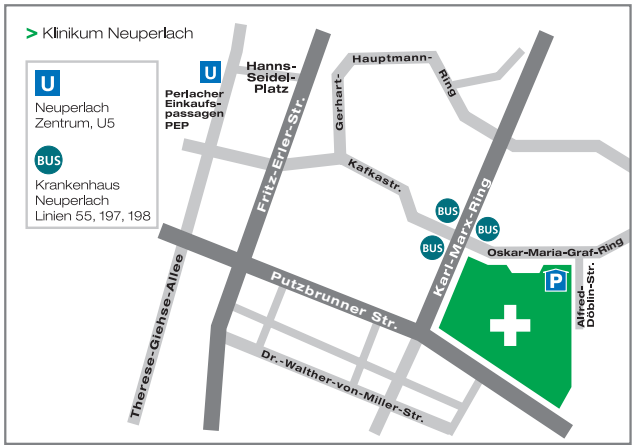 > Klinikum Neuperlach
U
Neuperlach
Zentrum, U5
BUS
Krankenhaus
Neuperlach
Linien 55, 197, 198
U
Perlacher
Einkaufs-
passagen
PEP
Hanns-
Seidel-
Platz
Fritz-Erler-Str.
Gerhart-
Hauptmann-
Ring
Kafkastr.
Karl-Marx-Ring
BUS
BUS
BUS
Oskar-Maria-Graf-Ring
P
Alfred-
Döblin-Str.
Putzbrunner Str.
Therese-Giehse-Allee
Dr.-Walther-von-Miller-Str.